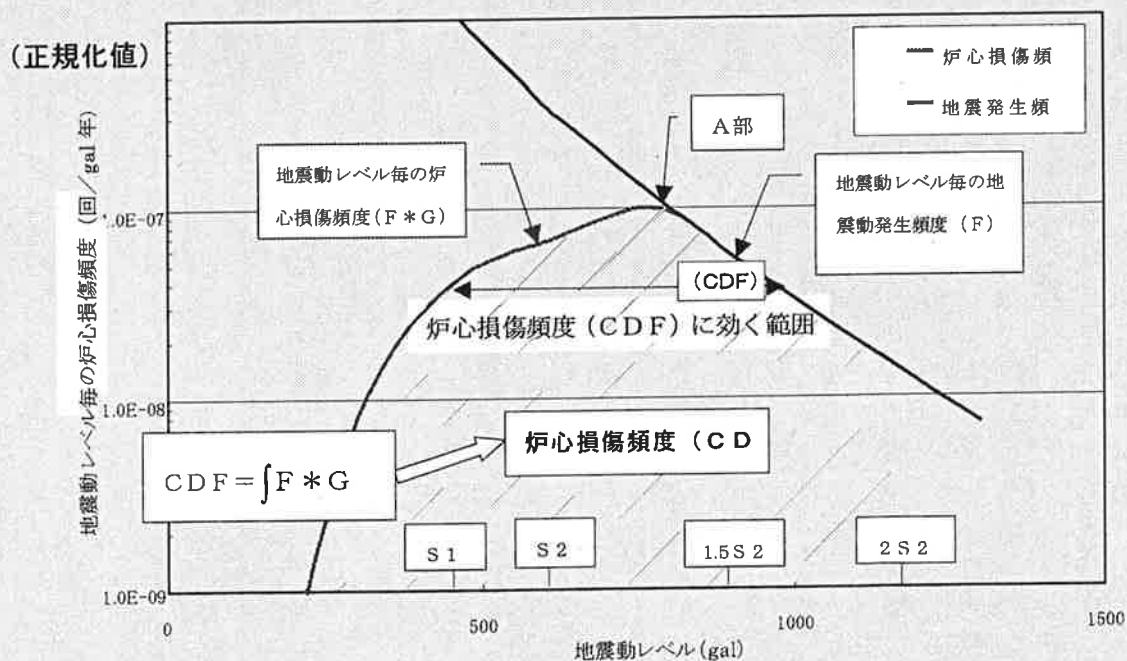 （正規化値）
地震動レベル毎の炉心損傷頻度（回／gal 年）
炉心損傷頻
地震発生頻
A部
地震動レベル毎の炉
心損傷頻度（F＊G）
地震動レベル毎の地
震動発生頻度（F）
1.0E-07
（CDF）
炉心損傷頻度（CDF）に効く範囲
1.0E-08
炉心損傷頻度（CD
CDF＝∫F＊G
S1
S2
1.5S2
2S2
1.0E-09
0
500
1000
1500
地震動レベル(gal)